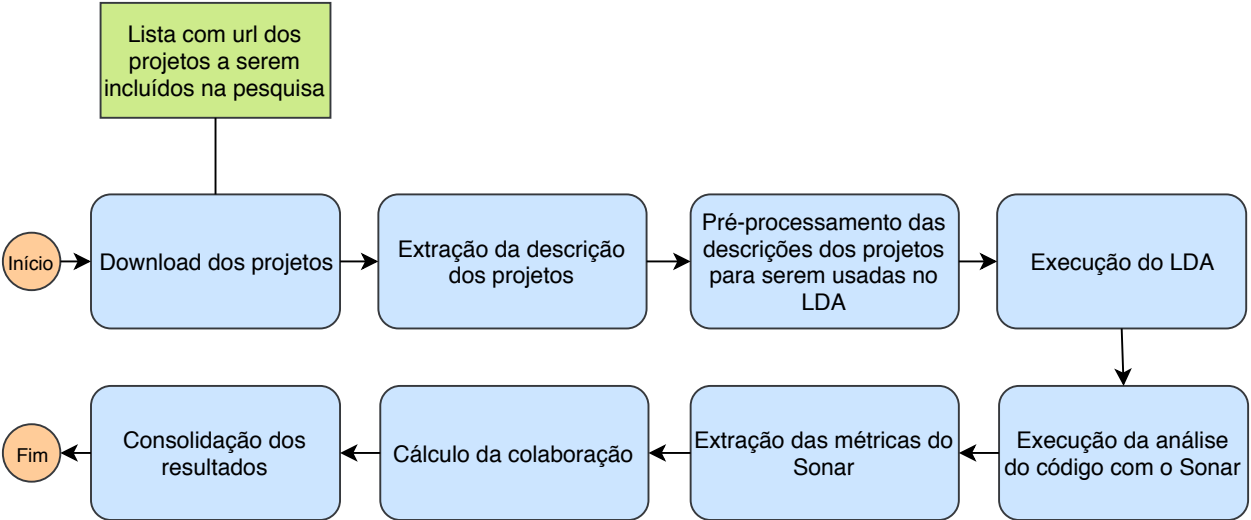 Lista com url dos
projetos a serem
incluídos na pesquisa
Início
Download dos projetos
Extração da descrição
dos projetos
Pré-processamento das
descrições dos projetos
para serem usadas no
LDA
Execução do LDA
Execução da análise
do código com o Sonar
Extração das métricas do
Sonar
Cálculo da colaboração
Consolidação dos
resultados
Fim